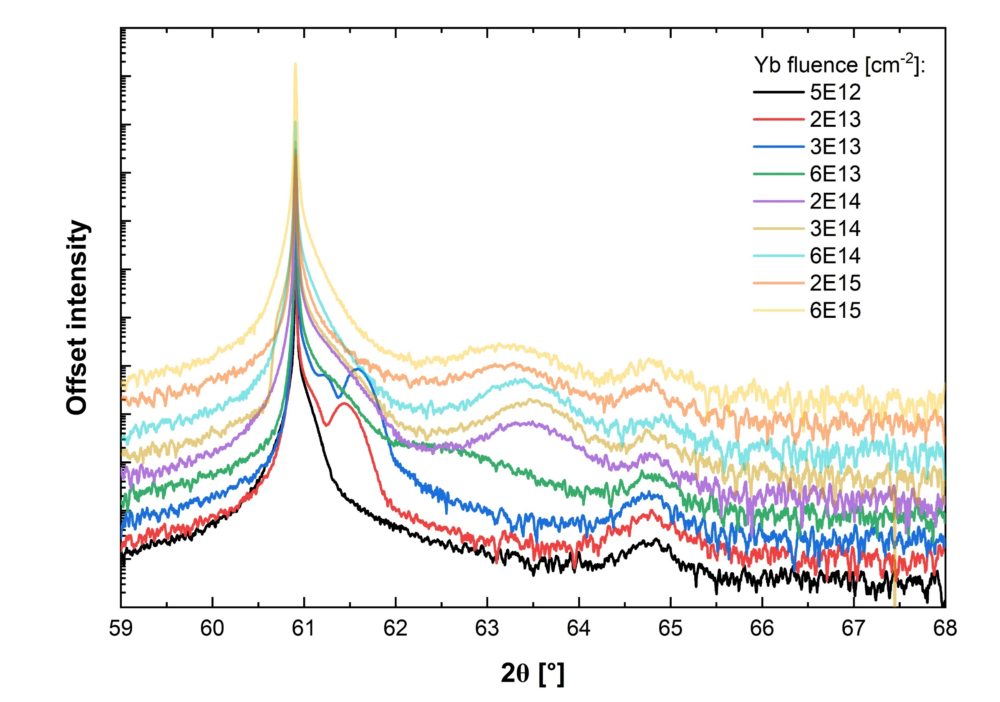 Yb fluence [cm-2]:
5E12
2E13
3E13
6E13
2E14
3E14
6E14
2E15
6E15
Offset intensity
59 60 61 62 63 64 65 66 67 68
2θ [°]